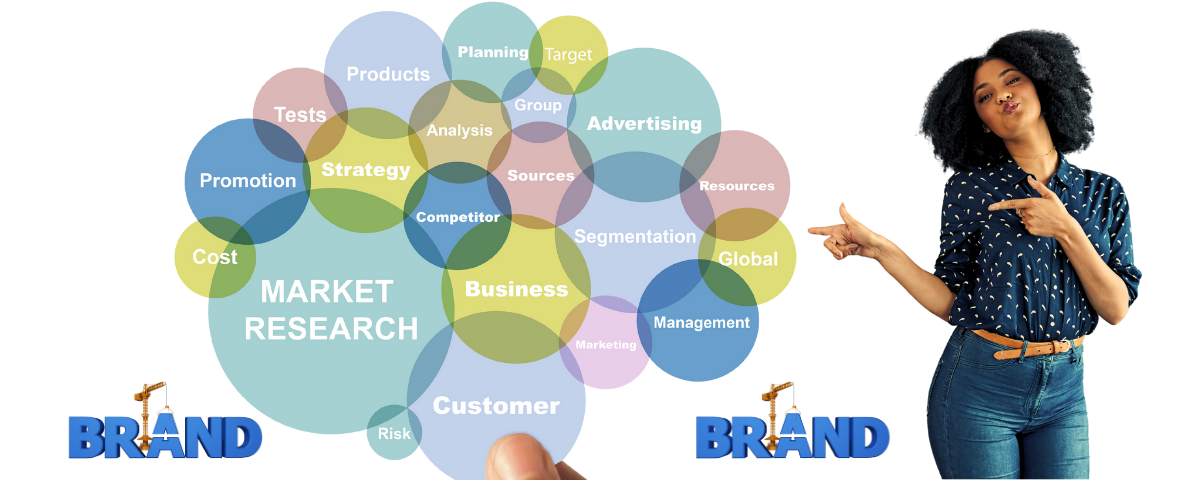 Planning
Target
Products
Group
Tests
Analysis
Advertising
Strategy
Sources
Promotion
Resources
Competitor
Segmentation
Cost
Global
MARKET
RESEARCH
Business
Management
Marketing
Customer
Risk
BRAND
BRAND